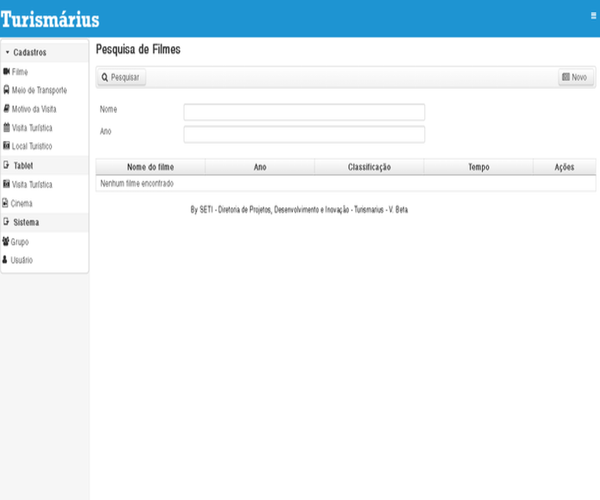 Turismárius
Cadastros
Filme
Meio de Transporte
Motivo da Visita
Visita Turística
Local Turístico
Tablet
Visita Turística
Cinema
Sistema
Grupo
Usuário
Pesquisa de Filmes
Pesquisar
Novo
Nome
Ano
Nome do filme Ano Classificação Tempo Ações
Nenhum filme encontrado
By SETI - Diretoria de Projetos, Desenvolvimento e Inovação - Turismarius - V. Beta